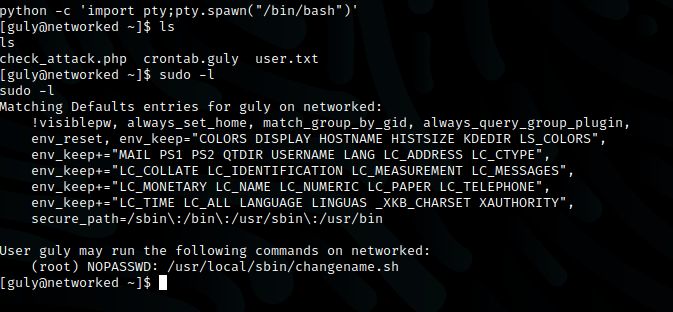 python -c 'import pty;pty.spawn("/bin/bash")'
[guly@networked ~]$ ls
ls
check_attack.php  crontab.guly  user.txt
[guly@networked ~]$ sudo -l
sudo -l
Matching Defaults entries for guly on networked:
    !visiblepw, always_set_home, match_group_by_gid, always_query_group_plugin,
    env_reset, env_keep="COLORS DISPLAY HOSTNAME HISTSIZE KDEDIR LS_COLORS",
    env_keep+="MAIL PS1 PS2 QTDIR USERNAME LANG LC_ADDRESS LC_CTYPE",
    env_keep+="LC_COLLATE LC_IDENTIFICATION LC_MEASUREMENT LC_MESSAGES",
    env_keep+="LC_MONETARY LC_NAME LC_NUMERIC LC_PAPER LC_TELEPHONE",
    env_keep+="LC_TIME LC_ALL LANGUAGE LINGUAS _XKB_CHARSET XAUTHORITY",
    secure_path=/sbin\:/bin\:/usr/sbin\:/usr/bin

User guly may run the following commands on networked:
    (root) NOPASSWD: /usr/local/sbin/changename.sh
[guly@networked ~]$